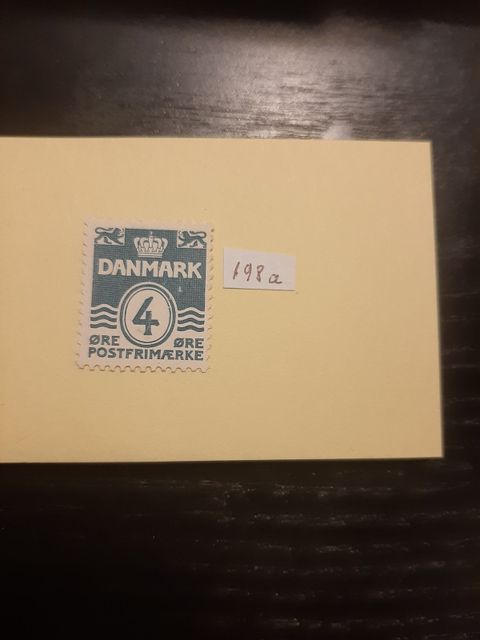 DANMARK
4
ØRE ØRE
POSTFRIMÆRKE
198a